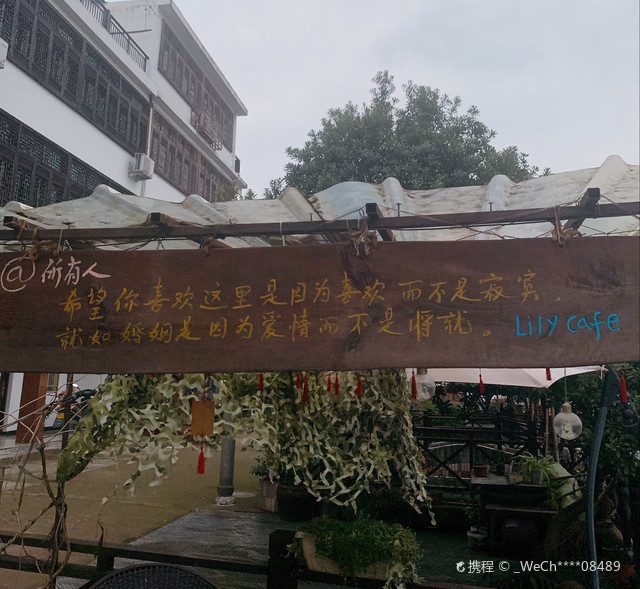 @所有人
希望你喜欢这里是因为喜欢而不是寂寞.
就如婚姻是因为爱情而不是将就。 Lily cafe
携程 © _WeCh****08489